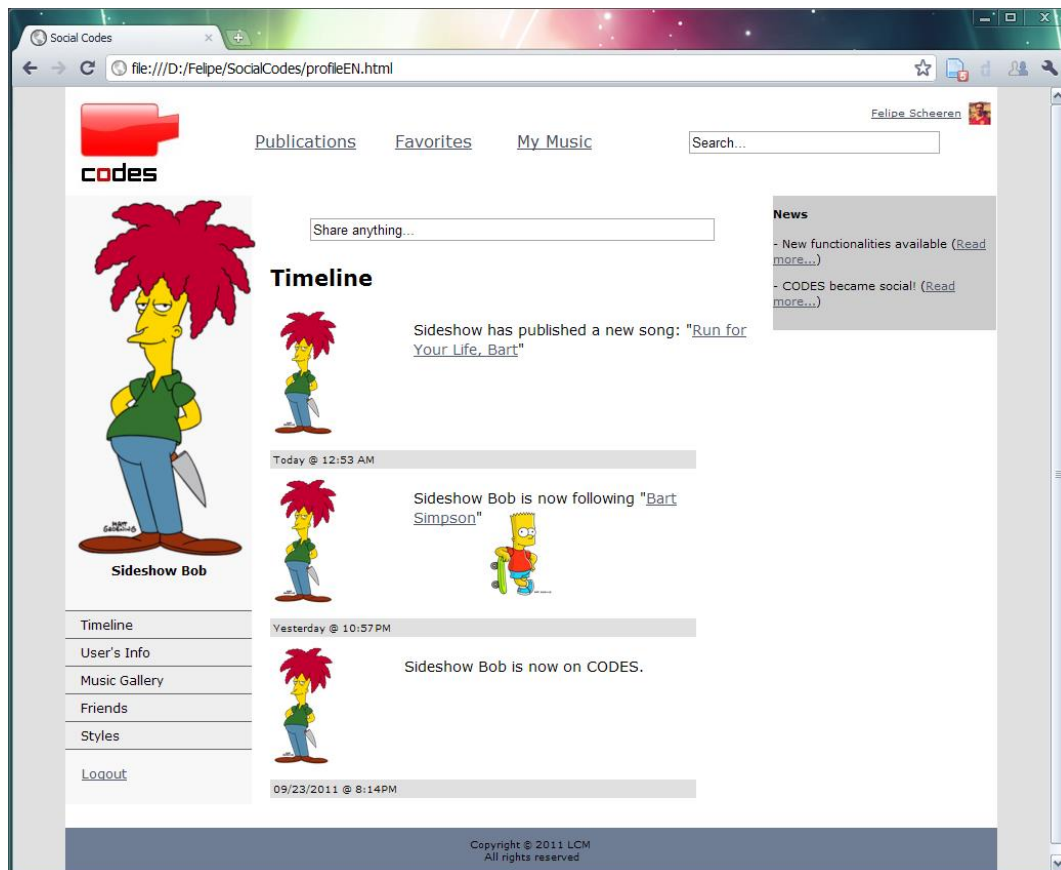 Social Codes
file:///D:/Felipe/SocialCodes/profileEN.html
Felipe Scheeren
Publications Favorites My Music
Search...
codes
Share anything...
News
- New functionalities available (Read
more...)
- CODES became social! (Read
more...)
Timeline
Sideshow has published a new song: "Run for
Your Life, Bart"
Today @ 12:53 AM
Sideshow Bob is now following "Bart
Simpson"
Yesterday @ 10:57PM
Sideshow Bob is now on CODES.
09/23/2011 @ 8:14PM
MATT
GROENING
Sideshow Bob
Timeline
User's Info
Music Gallery
Friends
Styles
Logout
Copyright © 2011 LCM
All rights reserved